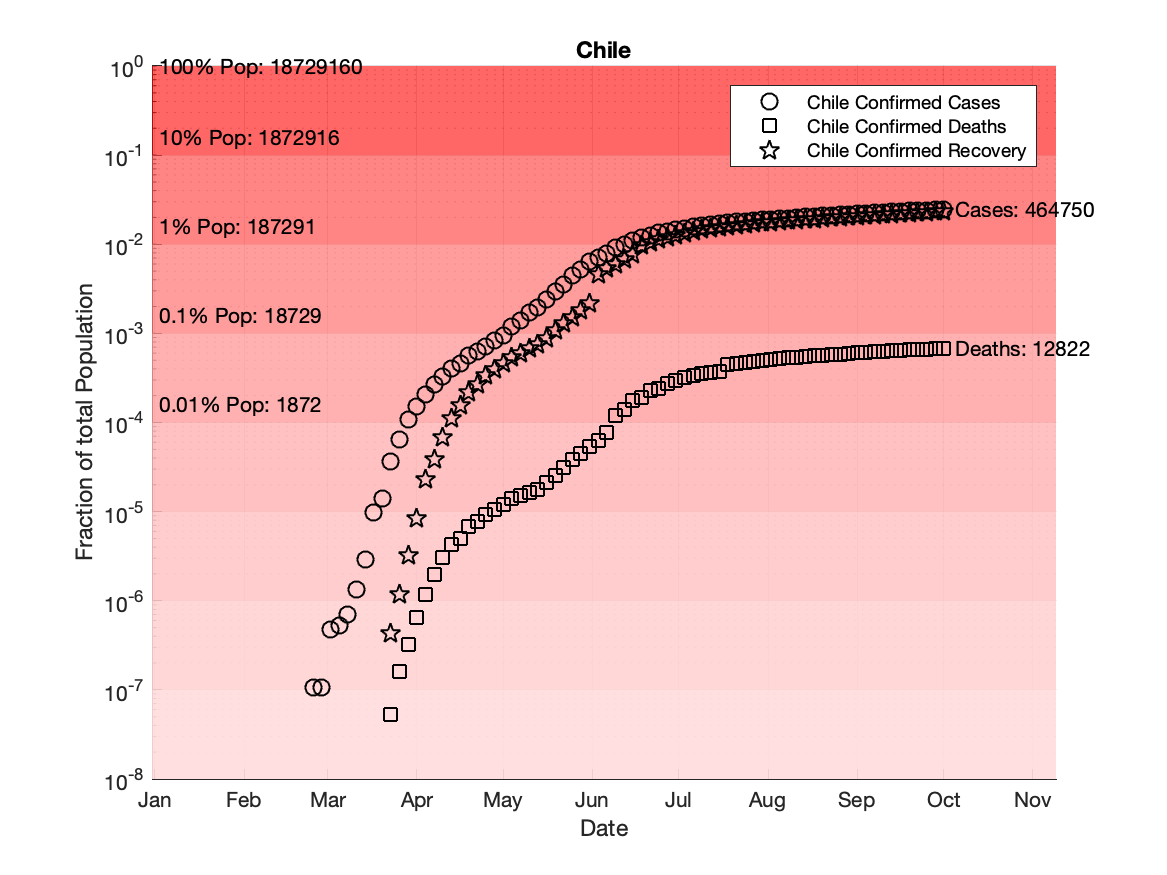 Chile
10^0
100% Pop: 18729160
Chile Confirmed Cases
Chile Confirmed Deaths
Chile Confirmed Recovery
10% Pop: 1872916
10^-1
Cases: 464750
1% Pop: 187291
10^-2
0.1% Pop: 18729
10^-3
Deaths: 12822
0.01% Pop: 1872
10^-4
10^-5
10^-6
10^-7
10^-8
Fraction of total Population
Jan Feb Mar Apr May Jun Jul Aug Sep Oct Nov
Date